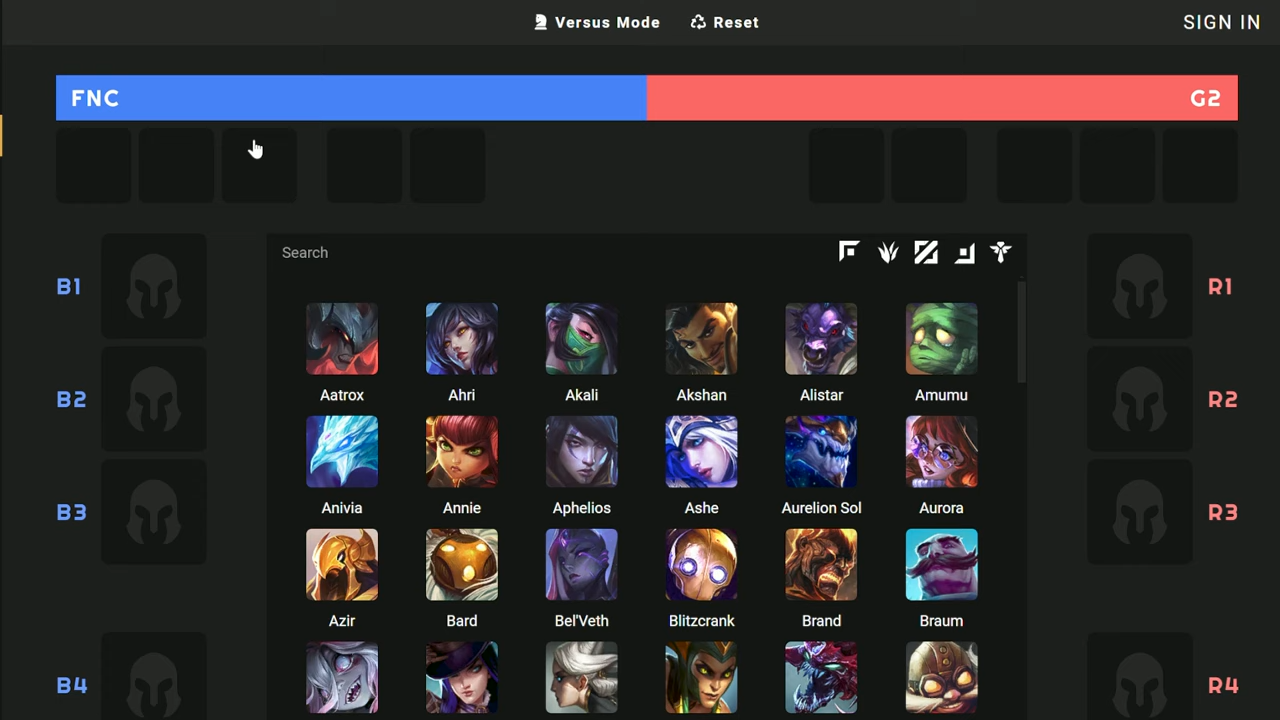 Versus Mode Reset SIGN IN
FNC G2
Search
B1 R1
Aatrox Ahri Akali Akshan Alistar Amumu
B2 R2
Anivia Annie Aphelios Ashe Aurelion Sol Aurora
B3 R3
Azir Bard Bel'Veth Blitzcrank Brand Braum
B4 R4